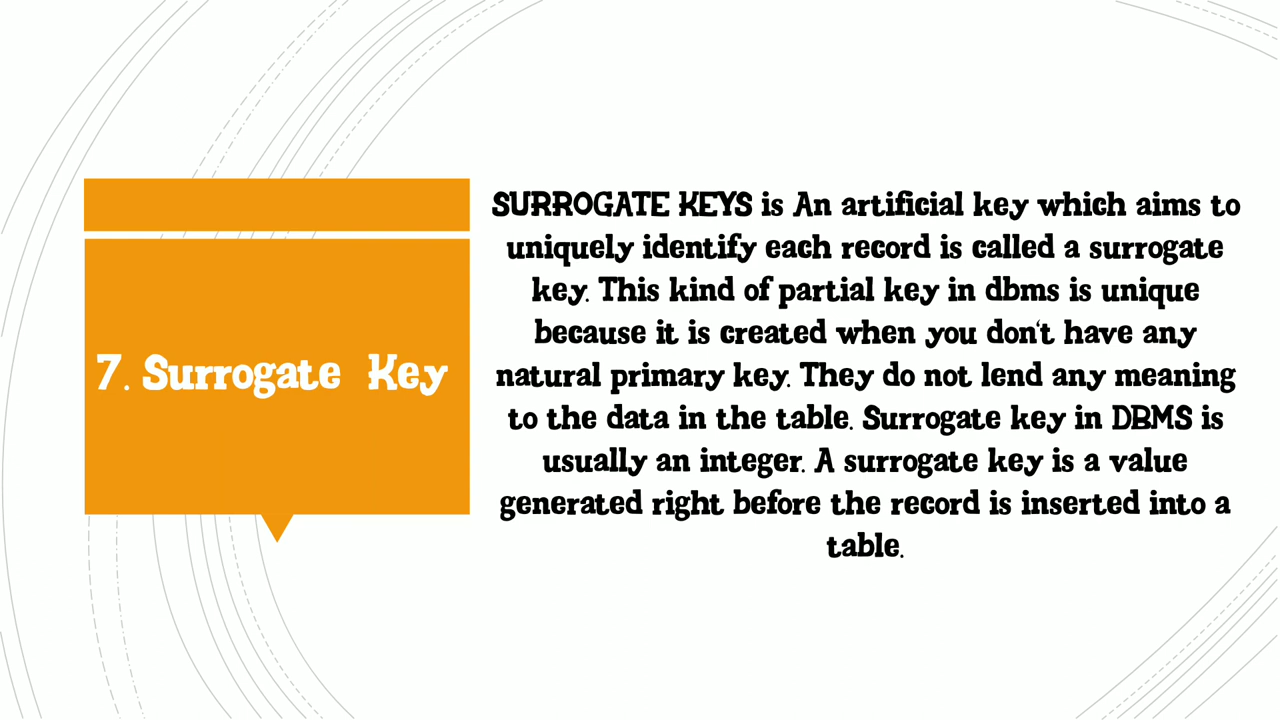 7. Surrogate Key
SURROGATE KEYS is An artificial key which aims to
uniquely identify each record is called a surrogate
key. This kind of partial key in dbms is unique
because it is created when you don't have any
natural primary key. They do not lend any meaning
to the data in the table. Surrogate key in DBMS is
usually an integer. A surrogate key is a value
generated right before the record is inserted into a
table.